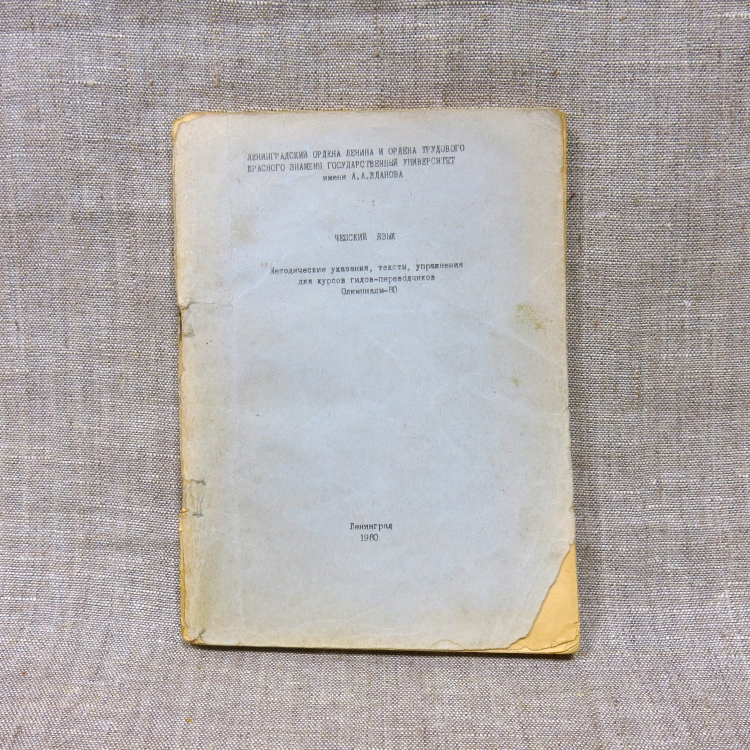 ЛЕНИНГРАДСКИЙ ОРДЕНА ЛЕНИНА И ОРДЕНА ТРУДОВОГО
КРАСНОГО ЗНАМЕНИ ГОСУДАРСТВЕННЫЙ УНИВЕРСИТЕТ
имени А.А.ЖДАНОВА
ЧЕШСКИЙ ЯЗЫК
Методические указания, тексты, упражнения
для курсов гидов-переводчиков
Олимпиады-80
Ленинград
1980